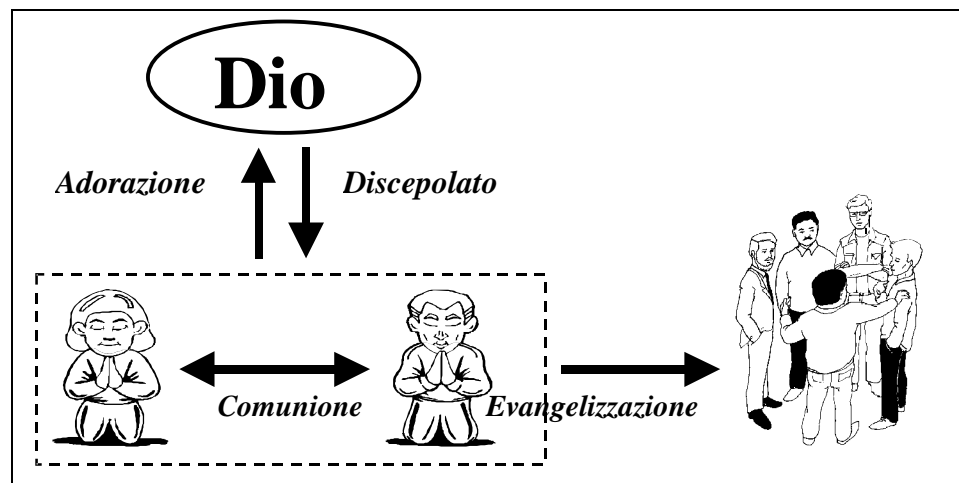 Dio
Adorazione
Discepolato
Comunione
Evangelizzazione